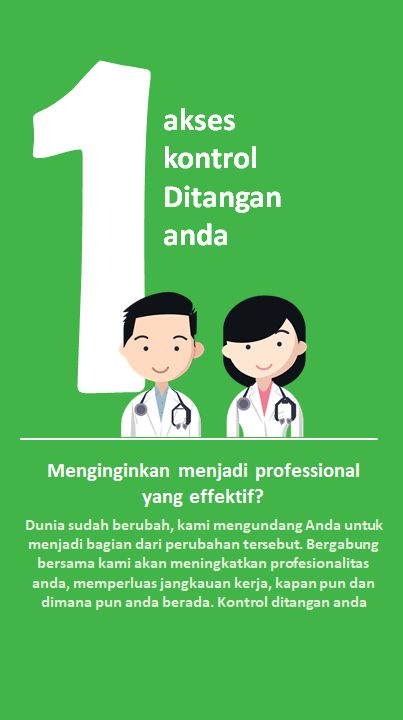 1
akses
kontrol
Ditangan
anda
Menginginkan menjadi professional
yang effektif?
Dunia sudah berubah, kami mengundang Anda untuk
menjadi bagian dari perubahan tersebut. Bergabung
bersama kami akan meningkatkan profesionalitas
anda, memperluas jangkauan kerja, kapan pun dan
dimana pun anda berada. Kontrol ditangan anda